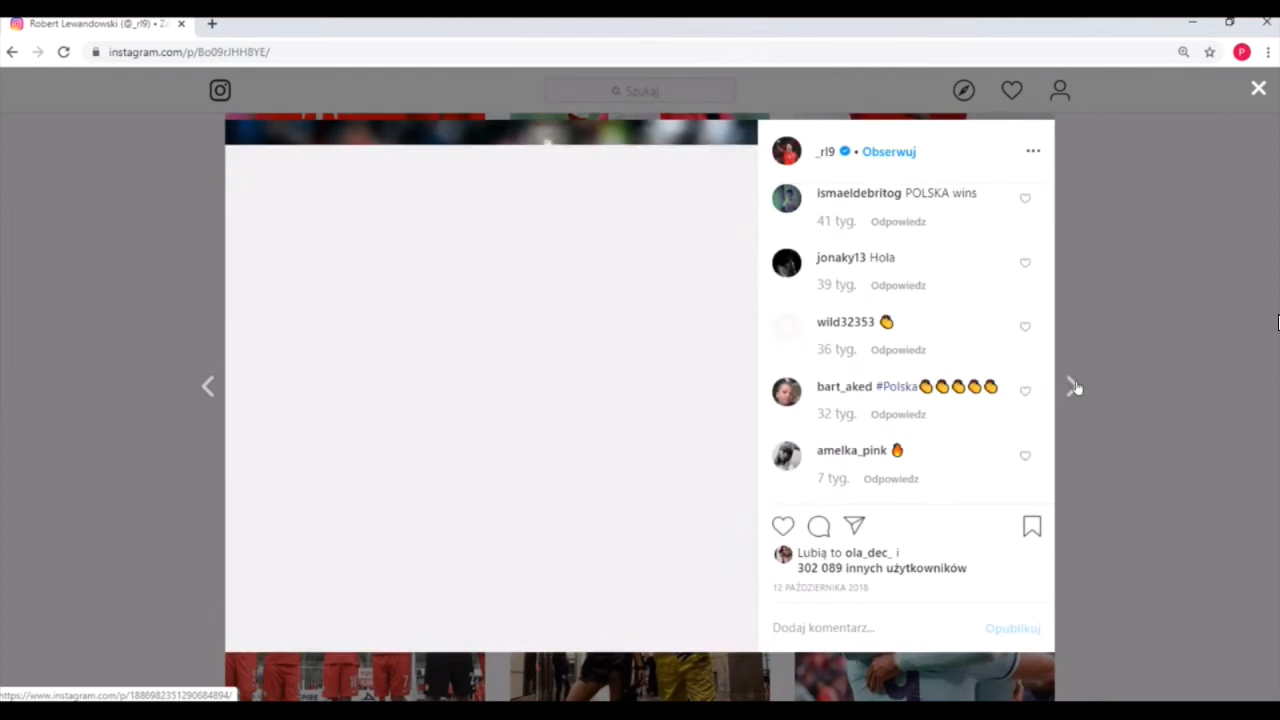 Robert Lewandowski (@_rl9) • Z
instagram.com/p/Bo09rJHH8YE/
P
Szukaj
_rl9 • Obserwuj
ismaeldebritog POLSKA wins
41 tyg. Odpowiedz
jonaky13 Hola
39 tyg. Odpowiedz
wild32353 👏
36 tyg. Odpowiedz
bart_aked #Polska👏👏👏👏👏
32 tyg. Odpowiedz
amelka_pink 🔥
7 tyg. Odpowiedz
Lubią to ola_dec_ i
302 089 innych użytkowników
12 PAŹDZIERNIKA 2018
Dodaj komentarz... Opublikuj
https://www.instagram.com/p/1886982351290684894/